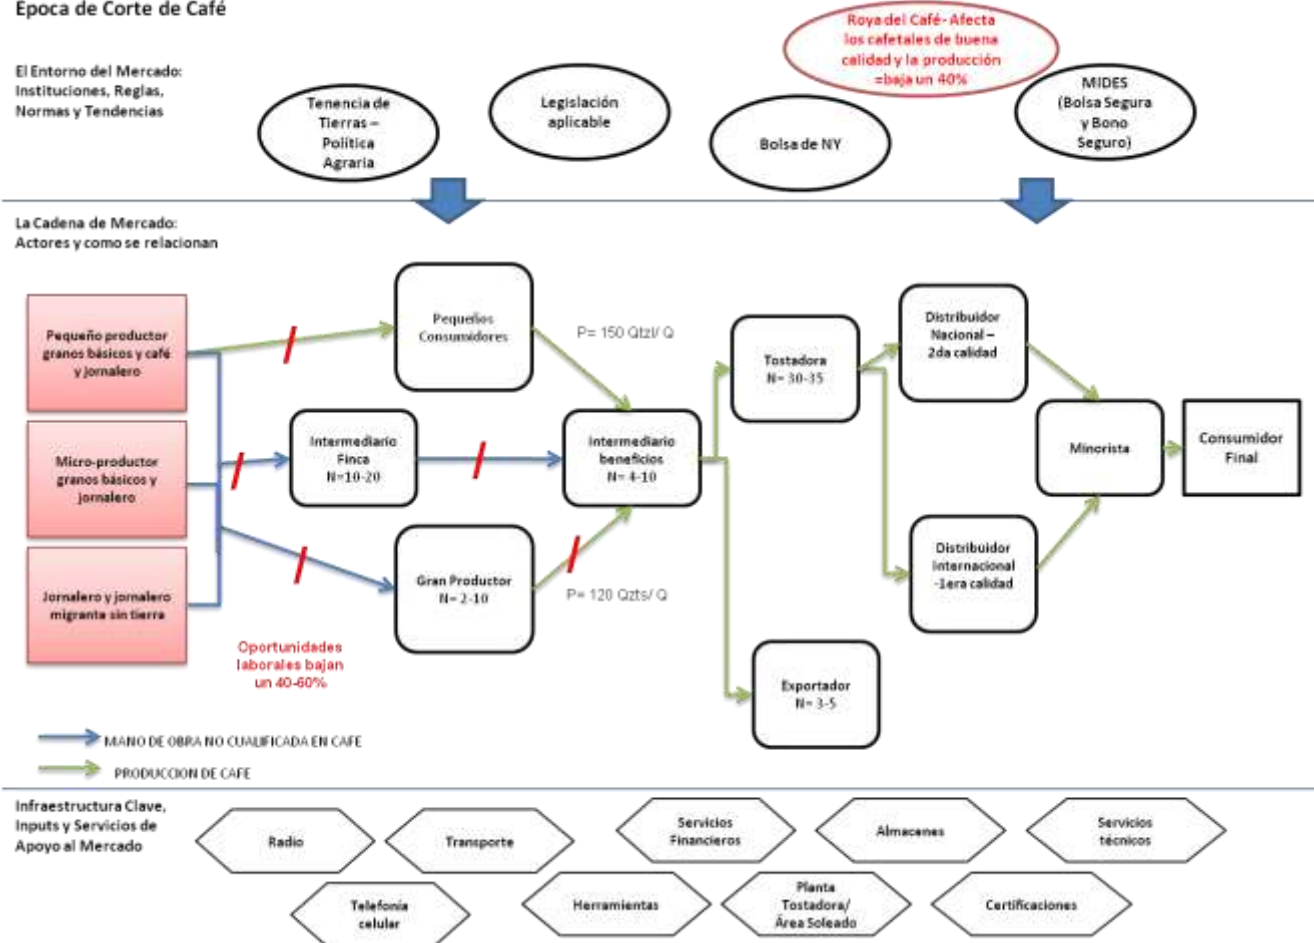 Epoca de Corte de Café
El Entorno del Mercado:
Instituciones, Reglas,
Normas y Tendencias
Tenencia de
Tierras –
Política
Agraria
Legislación
aplicable
Bolsa de NY
Roya del Café- Afecta
los cafetales de buena
calidad y la producción
=baja un 40%
MIDES
(Bolsa Segura
y Bono
Seguro)
La Cadena de Mercado:
Actores y como se relacionan
Pequeño productor
granos básicos y café
y jornalero
Micro-productor
granos básicos y
jornalero
Jornalero y jornalero
migrante sin tierra
Pequeños
Consumidores
Intermediario
Finca
N=10-20
Gran Productor
N= 2-10
Oportunidades
laborales bajan
un 40-60%
P= 150 Qtzl/ Q
Intermediario
beneficios
N= 4-10
P= 120 Qzts/ Q
Tostadora
N= 30-35
Exportador
N= 3-5
Distribuidor
Nacional –
2da calidad
Distribuidor
Internacional
-1era calidad
Minorista
Consumidor
Final
MANO DE OBRA NO CUALIFICADA EN CAFE
PRODUCCION DE CAFE
Infraestructura Clave,
Inputs y Servicios de
Apoyo al Mercado
Radio
Transporte
Servicios
Financieros
Almacenes
Servicios
técnicos
Telefonía
celular
Herramientas
Planta
Tostadora/
Área Soleado
Certificaciones